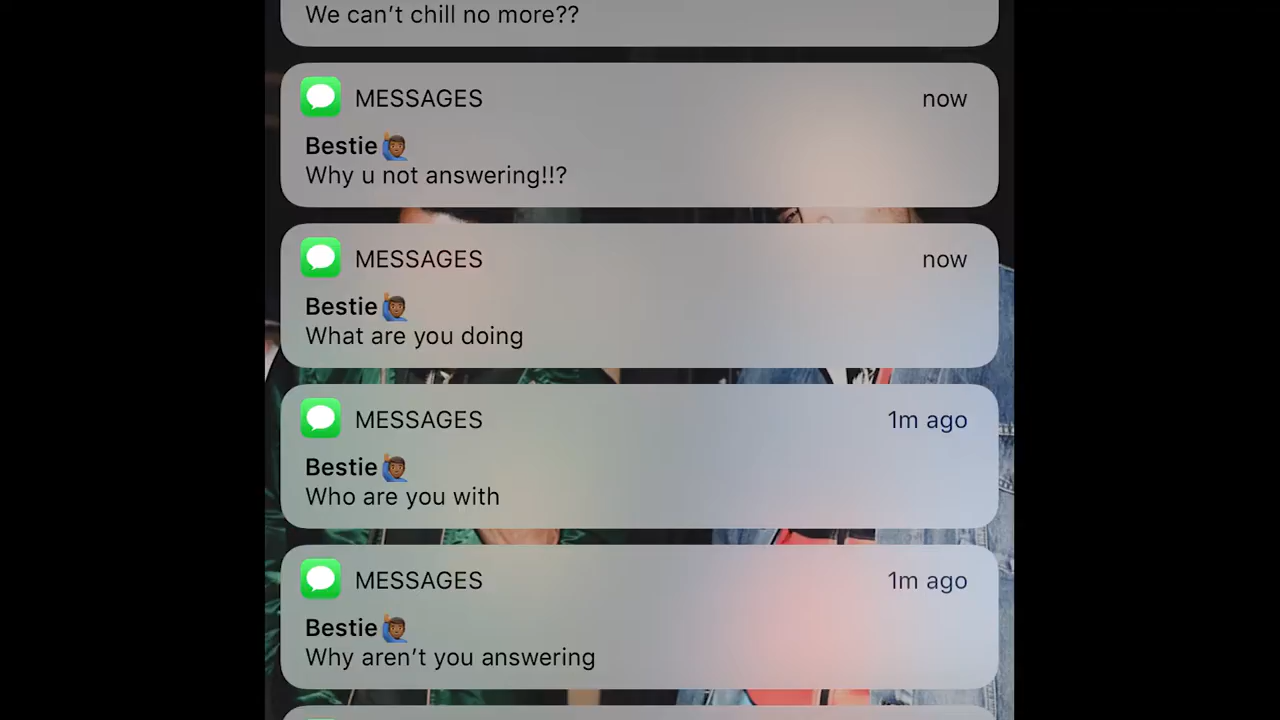 We can't chill no more??
MESSAGES now
Bestie🙋🏾‍♂️
Why u not answering!!?
MESSAGES now
Bestie🙋🏾‍♂️
What are you doing
MESSAGES 1m ago
Bestie🙋🏾‍♂️
Who are you with
MESSAGES 1m ago
Bestie🙋🏾‍♂️
Why aren't you answering